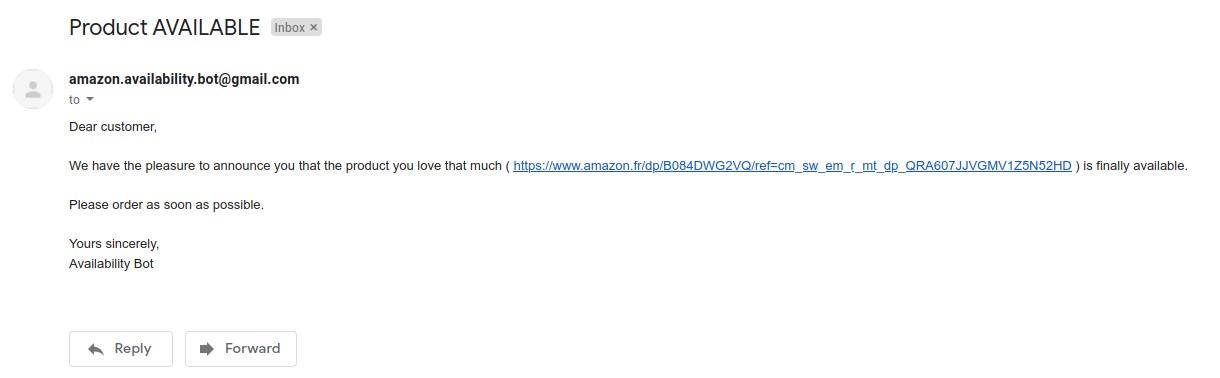 Product AVAILABLE Inbox ×
amazon.availability.bot@gmail.com
to
Dear customer,
We have the pleasure to announce you that the product you love that much ( https://www.amazon.fr/dp/B084DWG2VQ/ref=cm_sw_em_r_mt_dp_QRA607JJVGMV1Z5N52HD ) is finally available.
Please order as soon as possible.
Yours sincerely,
Availability Bot
Reply Forward